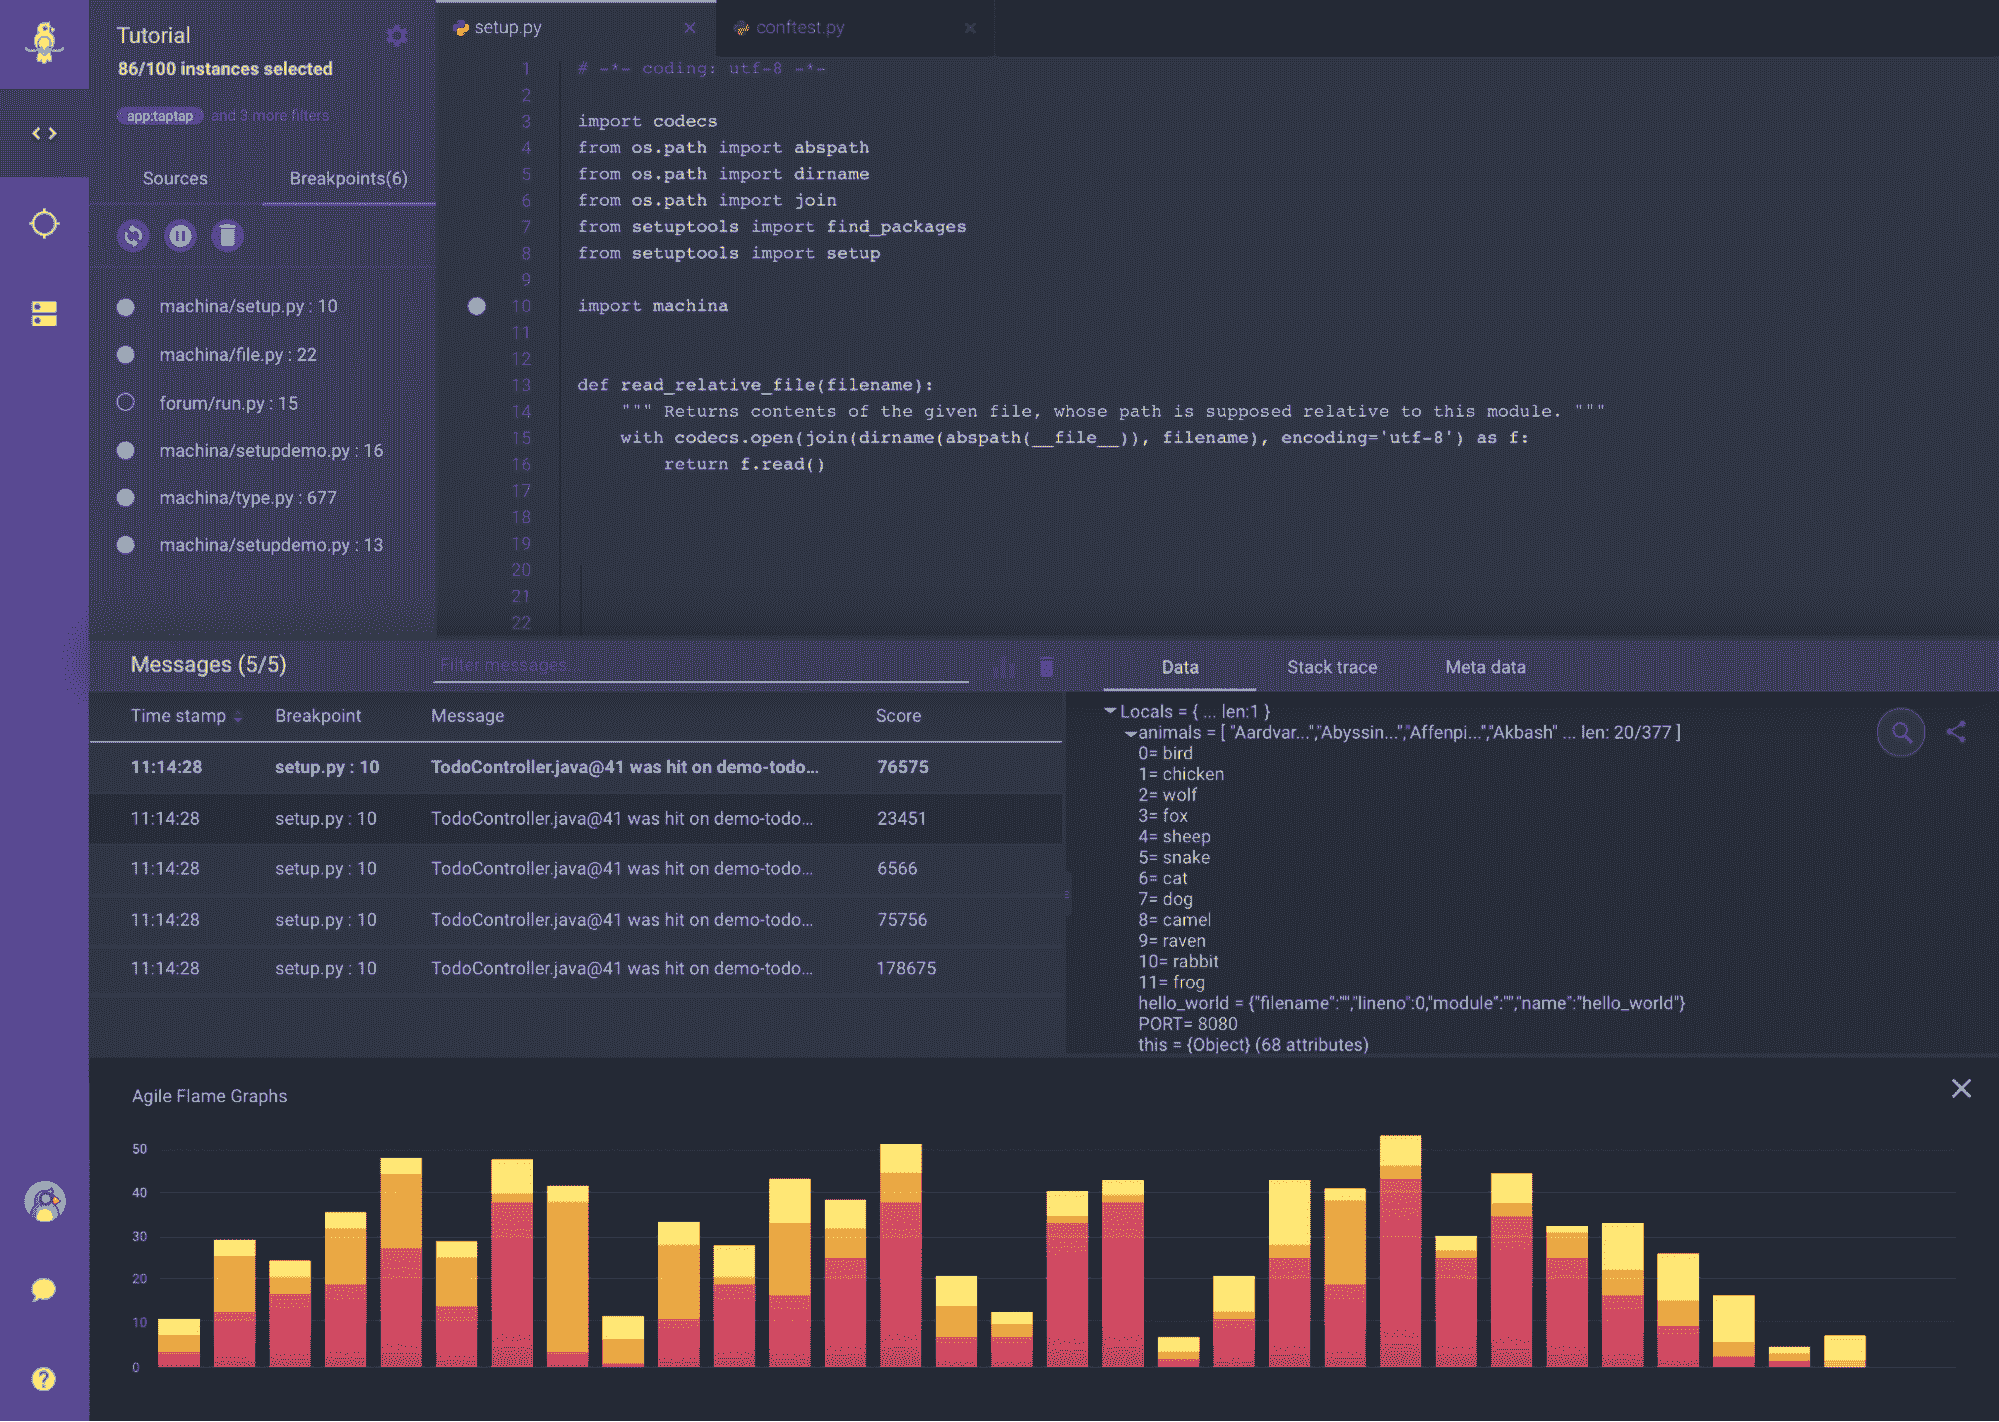 Tutorial
86/100 instances selected
app:taptap and 3 more filters
Sources Breakpoints(6)
machina/setup.py : 10
machina/file.py : 22
forum/run.py : 15
machina/setupdemo.py : 16
machina/type.py : 677
machina/setupdemo.py : 13
setup.py conftest.py
1 # -*- coding: utf-8 -*-
2
3 import codecs
4 from os.path import abspath
5 from os.path import dirname
6 from os.path import join
7 from setuptools import find_packages
8 from setuptools import setup
9
10 import machina
11
12
13 def read_relative_file(filename):
14 """ Returns contents of the given file, whose path is supposed relative to this module. """
15 with codecs.open(join(dirname(abspath(__file__)), filename), encoding='utf-8') as f:
16 return f.read()
17
18
19
20
21
22
Messages (5/5) Filter messages...
Time stamp Breakpoint Message Score
11:14:28 setup.py : 10 TodoController.java@41 was hit on demo-todo... 76575
11:14:28 setup.py : 10 TodoController.java@41 was hit on demo-todo... 23451
11:14:28 setup.py : 10 TodoController.java@41 was hit on demo-todo... 6566
11:14:28 setup.py : 10 TodoController.java@41 was hit on demo-todo... 75756
11:14:28 setup.py : 10 TodoController.java@41 was hit on demo-todo... 178675
Data Stack trace Meta data
Locals = { ... len:1 }
animals = [ "Aardvar...","Abyssin...","Affenpi...","Akbash" ... len: 20/377 ]
0= bird
1= chicken
2= wolf
3= fox
4= sheep
5= snake
6= cat
7= dog
8= camel
9= raven
10= rabbit
11= frog
hello_world = {"filename":"","lineno":0,"module":"","name":"hello_world"}
PORT= 8080
this = {Object} (68 attributes)
Agile Flame Graphs
50
40
30
20
10
0
?